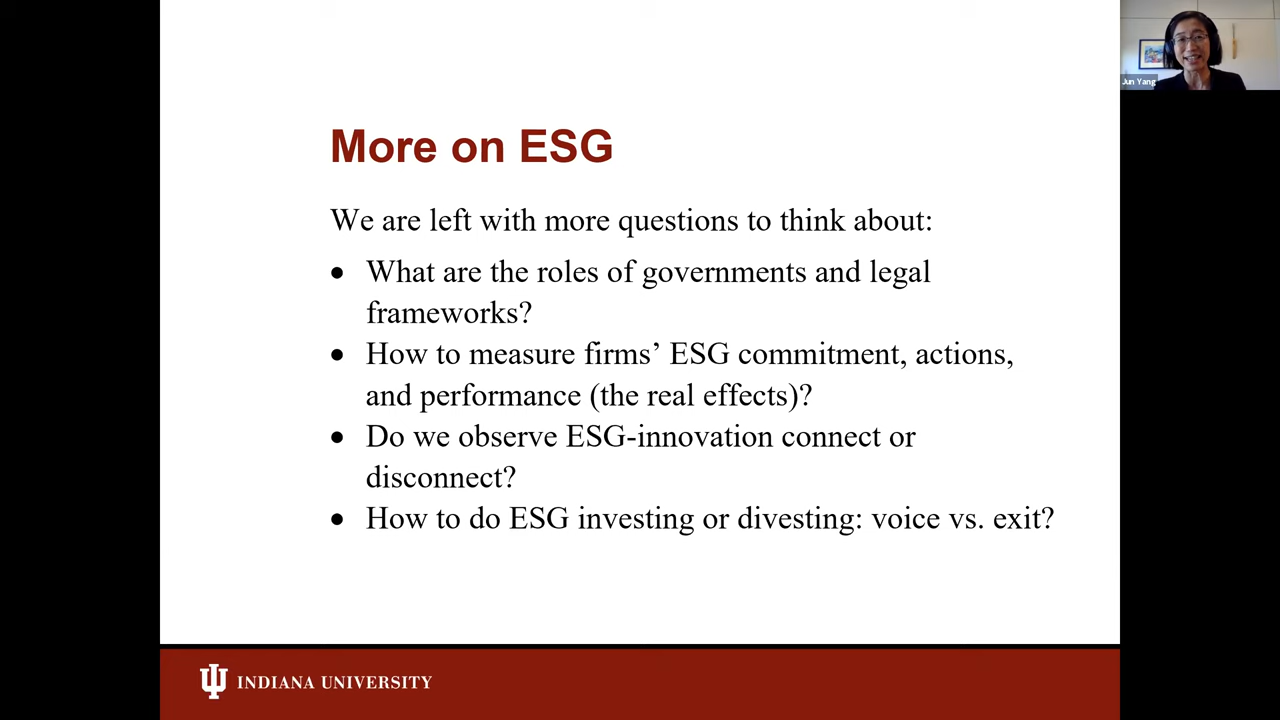 Jun Yang
More on ESG
We are left with more questions to think about:
• What are the roles of governments and legal
frameworks?
• How to measure firms’ ESG commitment, actions,
and performance (the real effects)?
• Do we observe ESG-innovation connect or
disconnect?
• How to do ESG investing or divesting: voice vs. exit?
INDIANA UNIVERSITY